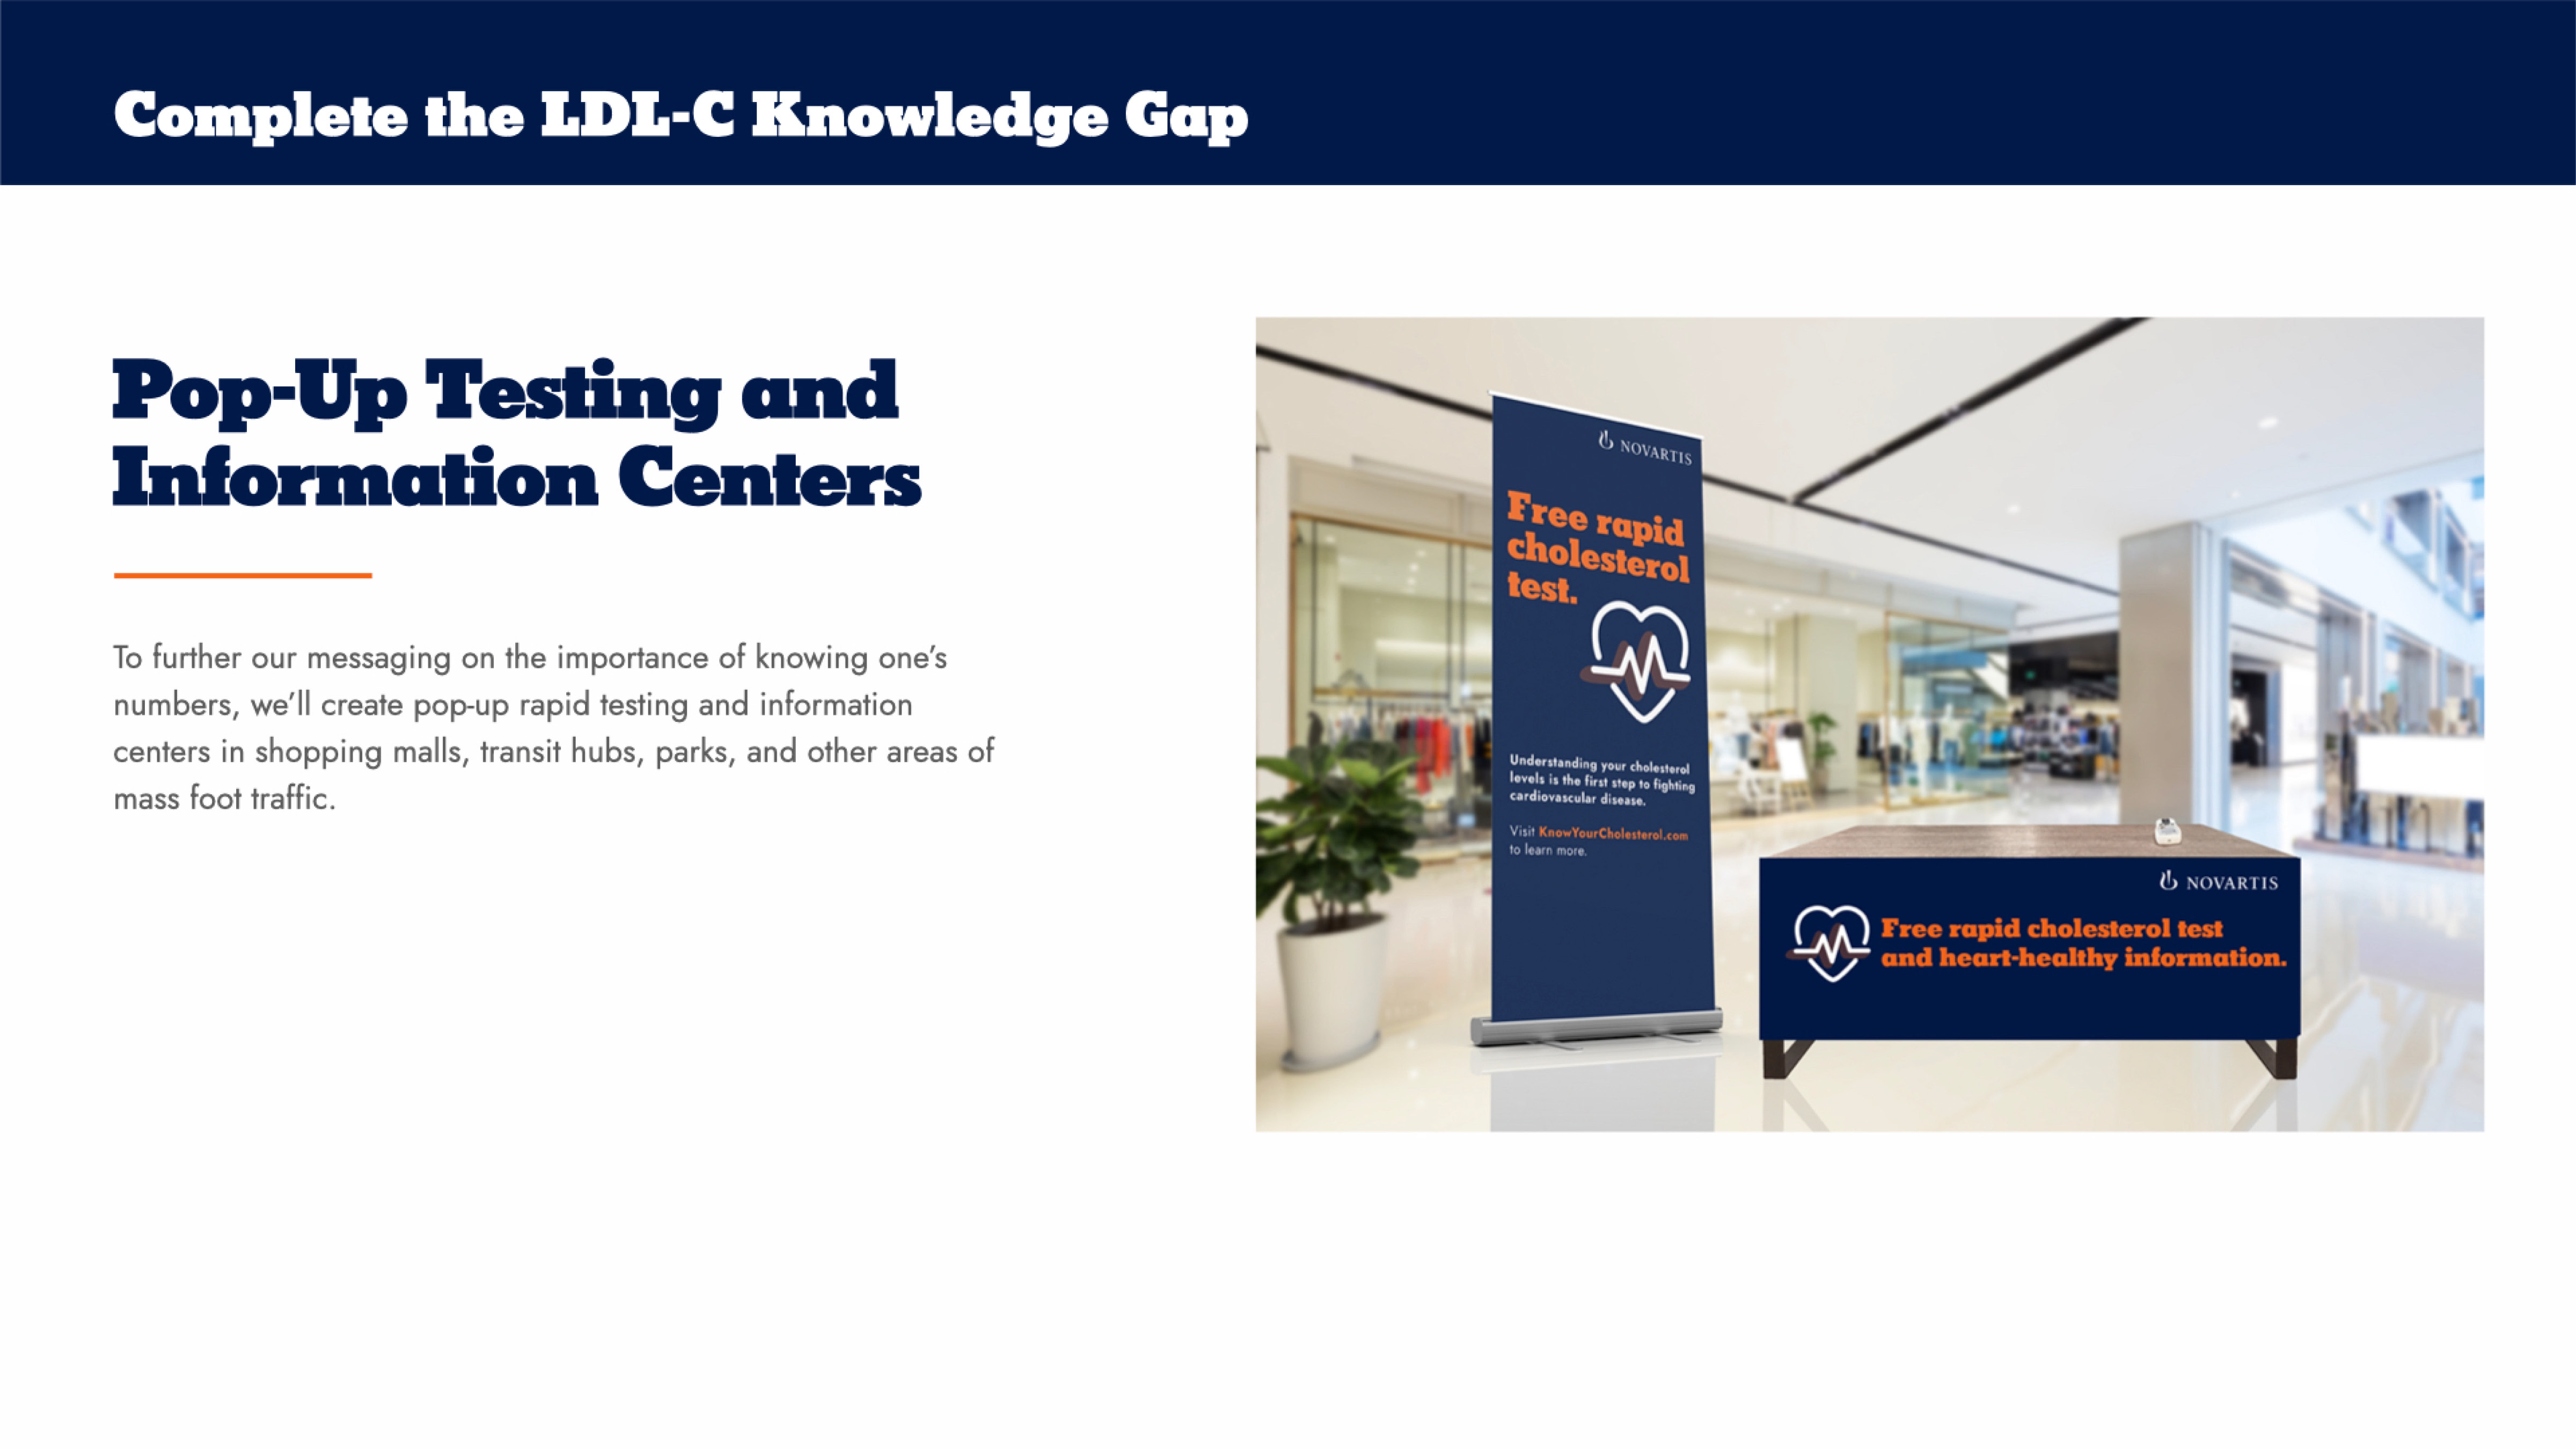 Complete the LDL-C Knowledge Gap
Pop-Up Testing and
Information Centers
To further our messaging on the importance of knowing one’s
numbers, we’ll create pop-up rapid testing and information
centers in shopping malls, transit hubs, parks, and other areas of
mass foot traffic.
NOVARTIS
Free rapid
cholesterol
test.
Understanding your cholesterol
levels is the first step to fighting
cardiovascular disease.
Visit KnowYourCholesterol.com
to learn more.
NOVARTIS
Free rapid cholesterol test
and heart-healthy information.